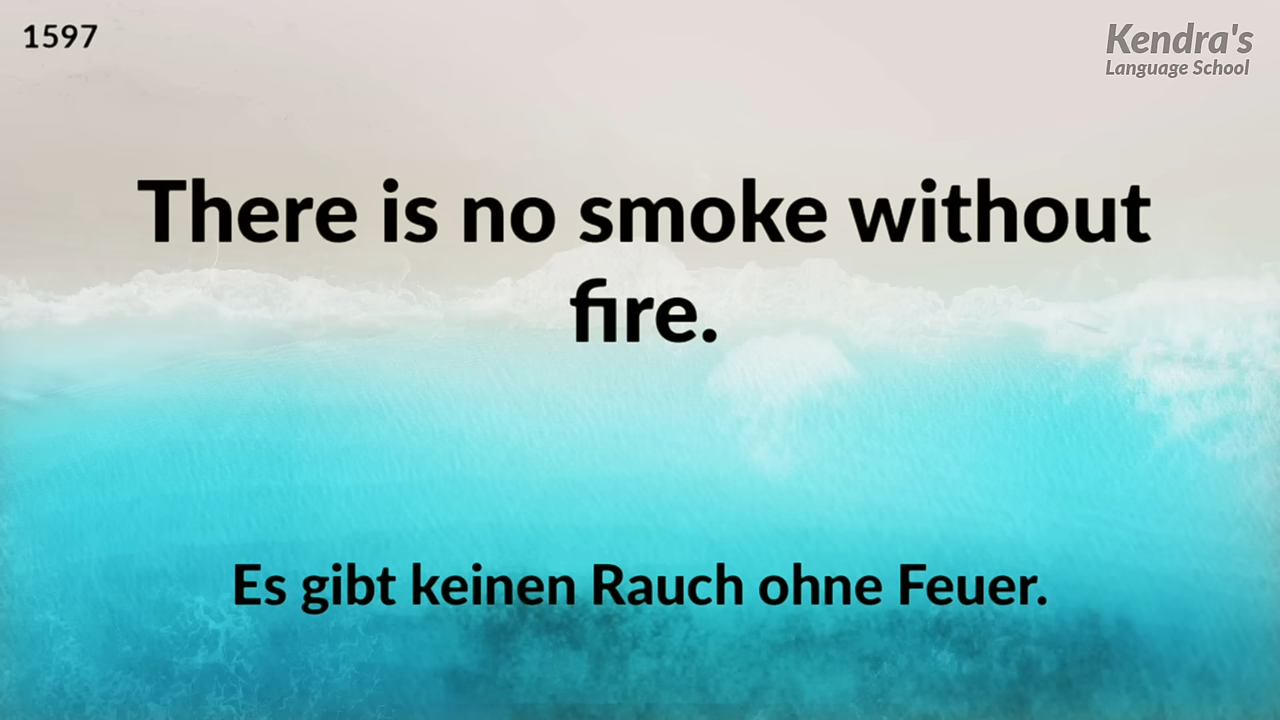 1597
Kendra's
Language School
There is no smoke without
fire.
Es gibt keinen Rauch ohne Feuer.